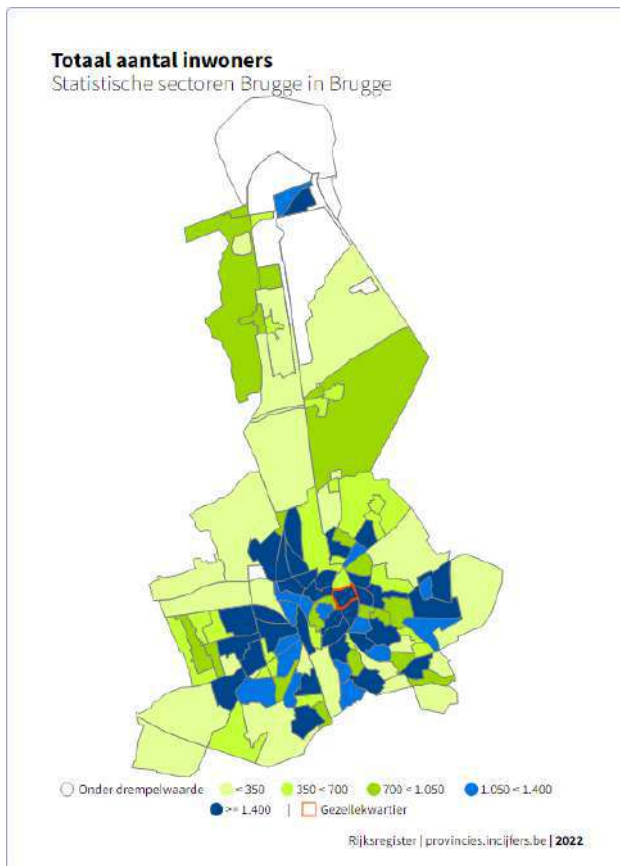 Totaal aantal inwoners
Statistische sectoren Brugge in Brugge
Onder drempelwaarde < 350 350 < 700 700 < 1.050 1.050 < 1.400
>= 1.400 | Gezellekwartier
Rijksregister | provincies.incijfers.be | 2022